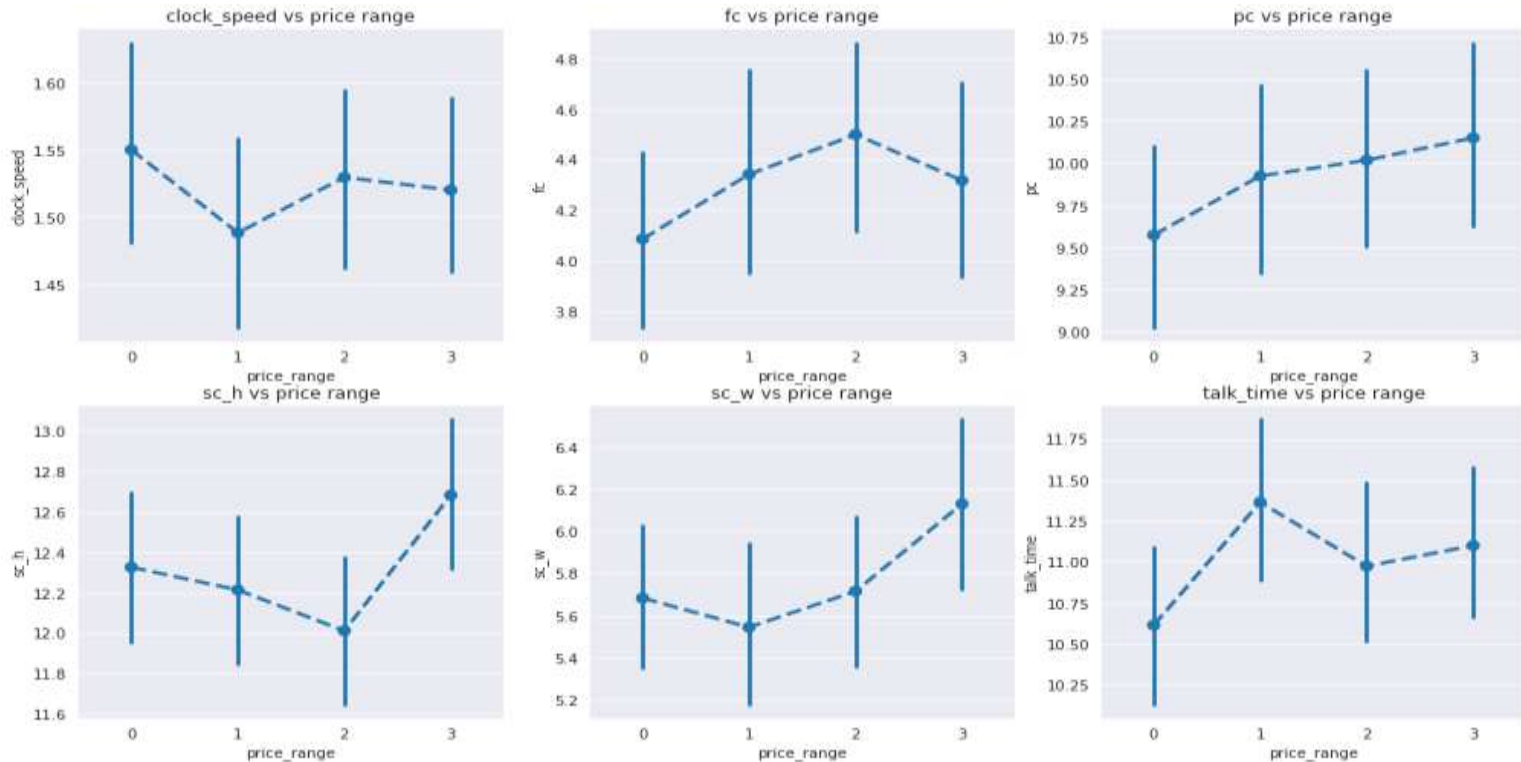 clock_speed vs price range
clock_speed
1.60
1.55
1.50
1.45
0 1 2 3
price_range
fc vs price range
fc
4.8
4.6
4.4
4.2
4.0
3.8
0 1 2 3
price_range
pc vs price range
pc
10.75
10.50
10.25
10.00
9.75
9.50
9.25
9.00
0 1 2 3
price_range
sc_h vs price range
sc_h
13.0
12.8
12.6
12.4
12.2
12.0
11.8
11.6
0 1 2 3
price_range
sc_w vs price range
sc_w
6.4
6.2
6.0
5.8
5.6
5.4
5.2
0 1 2 3
price_range
talk_time vs price range
talk_time
11.75
11.50
11.25
11.00
10.75
10.50
10.25
0 1 2 3
price_range